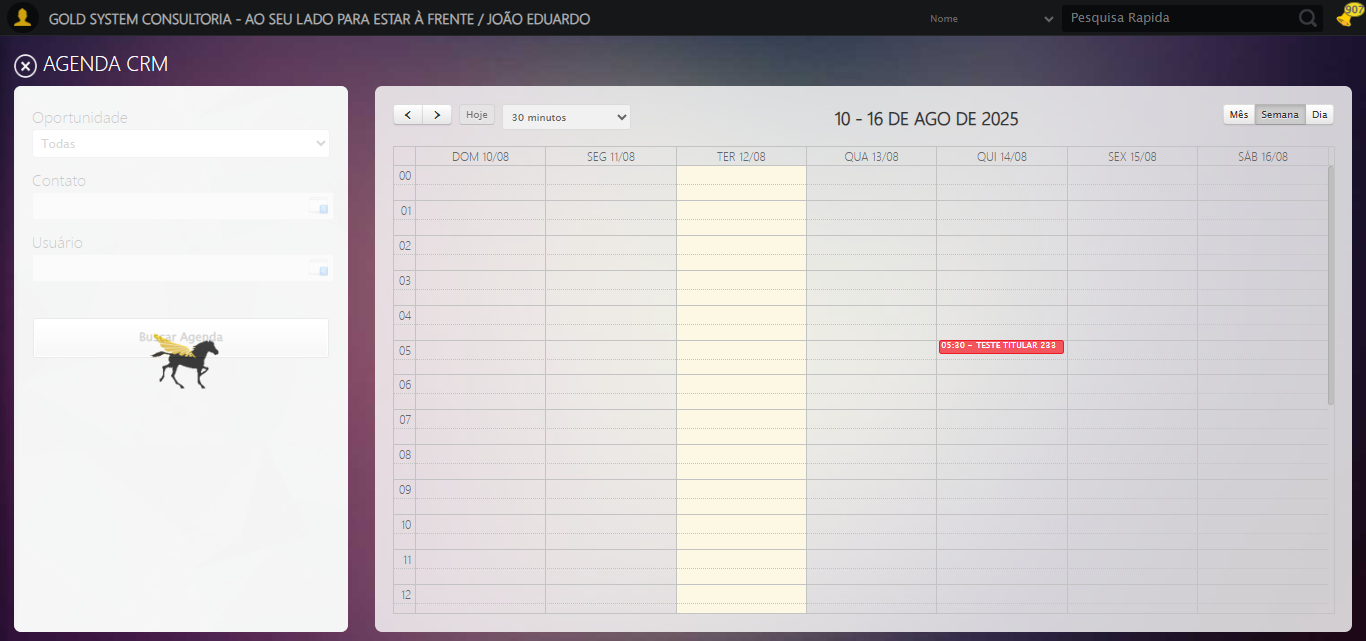 GOLD SYSTEM CONSULTORIA - AO SEU LADO PARA ESTAR À FRENTE / JOÃO EDUARDO
Nome
Pesquisa Rapida
907
AGENDA CRM
Oportunidade
Todas
Contato
Usuário
Buscar Agenda
Hoje
30 minutos
10 - 16 DE AGO DE 2025
Mês Semana Dia
DOM 10/08 SEG 11/08 TER 12/08 QUA 13/08 QUI 14/08 SEX 15/08 SÁB 16/08
00
01
02
03
04
05
05:30 - TESTE TITULAR 233
06
07
08
09
10
11
12